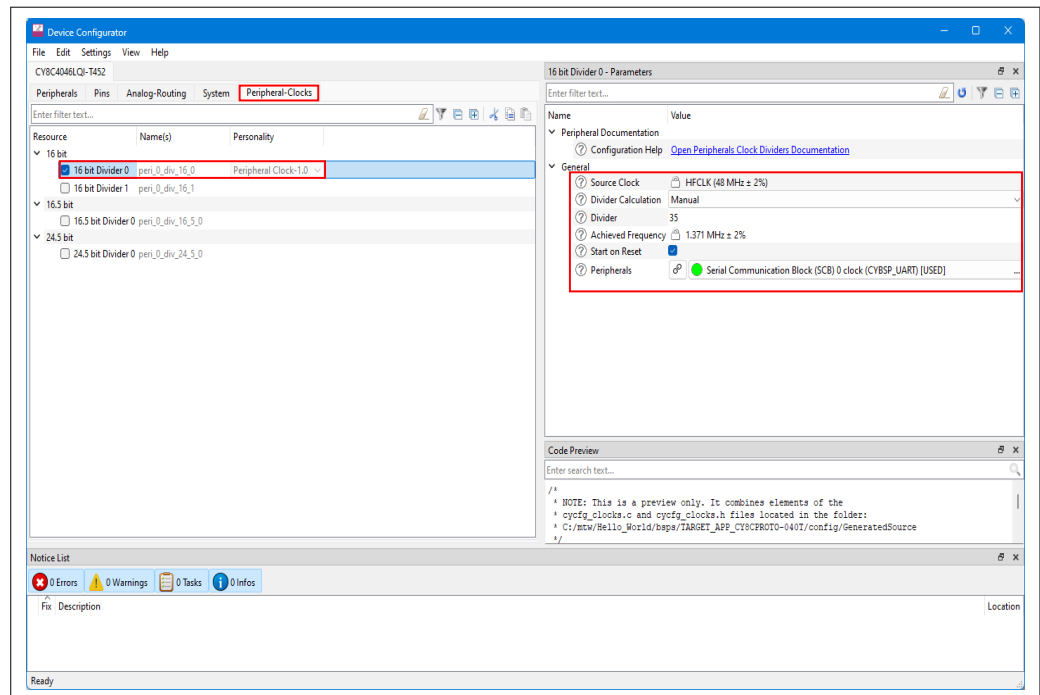 Device Configurator
File Edit Settings View Help
CY8C4046LQI-T452
Peripherals Pins Analog-Routing System Peripheral-Clocks
Enter filter text...
Resource Name(s) Personality
16 bit
16 bit Divider 0 peri_0_div_16_0 Peripheral Clock-1.0
16 bit Divider 1 peri_0_div_16_1
16.5 bit
16.5 bit Divider 0 peri_0_div_16_5_0
24.5 bit
24.5 bit Divider 0 peri_0_div_24_5_0
16 bit Divider 0 - Parameters
Enter filter text...
Name Value
Peripheral Documentation
Configuration Help Open Peripherals Clock Dividers Documentation
General
Source Clock HFCLK (48 MHz ± 2%)
Divider Calculation Manual
Divider 35
Achieved Frequency 1.371 MHz ± 2%
Start on Reset
Peripherals Serial Communication Block (SCB) 0 clock (CYBSP_UART) [USED] ...
Code Preview
Enter search text...
/*
* NOTE: This is a preview only. It combines elements of the
* cycfg_clocks.c and cycfg_clocks.h files located in the folder:
* C:/mtw/Hello_World/bsps/TARGET_APP_CY8CPROTO-040T/config/GeneratedSource
*/
Notice List
0 Errors 0 Warnings 0 Tasks 0 Infos
Fix Description Location
Ready